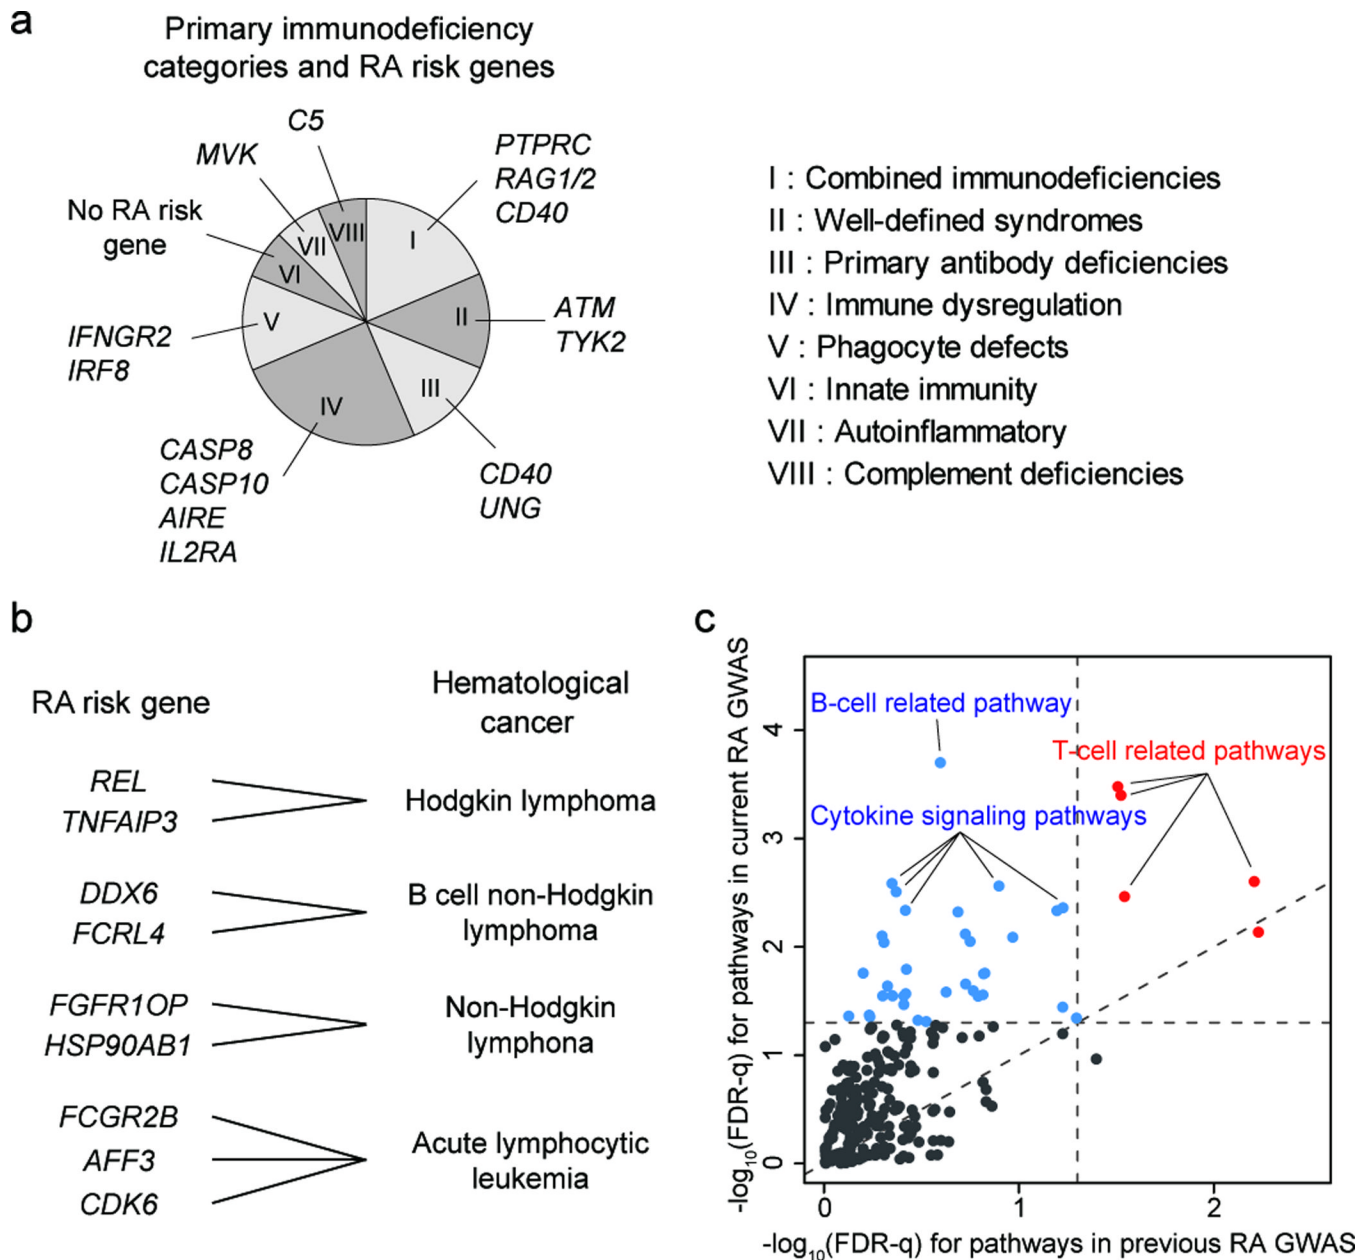 a
Primary immunodeficiency
categories and RA risk genes
C5
MVK
No RA risk
gene
IFNGR2
IRF8
CASP8
CASP10
AIRE
IL2RA
PTPRC
RAG1/2
CD40
ATM
TYK2
CD40
UNG
I
II
III
IV
V
VI
VII
VIII
I : Combined immunodeficiencies
II : Well-defined syndromes
III : Primary antibody deficiencies
IV : Immune dysregulation
V : Phagocyte defects
VI : Innate immunity
VII : Autoinflammatory
VIII : Complement deficiencies
b
RA risk gene
Hematological
cancer
REL
TNFAIP3
Hodgkin lymphoma
DDX6
FCRL4
B cell non-Hodgkin
lymphoma
FGFR1OP
HSP90AB1
Non-Hodgkin
lymphona
FCGR2B
AFF3
CDK6
Acute lymphocytic
leukemia
c
-log10(FDR-q) for pathways in current RA GWAS
4
3
2
1
0
B-cell related pathway
T-cell related pathways
Cytokine signaling pathways
0
1
2
-log10(FDR-q) for pathways in previous RA GWAS